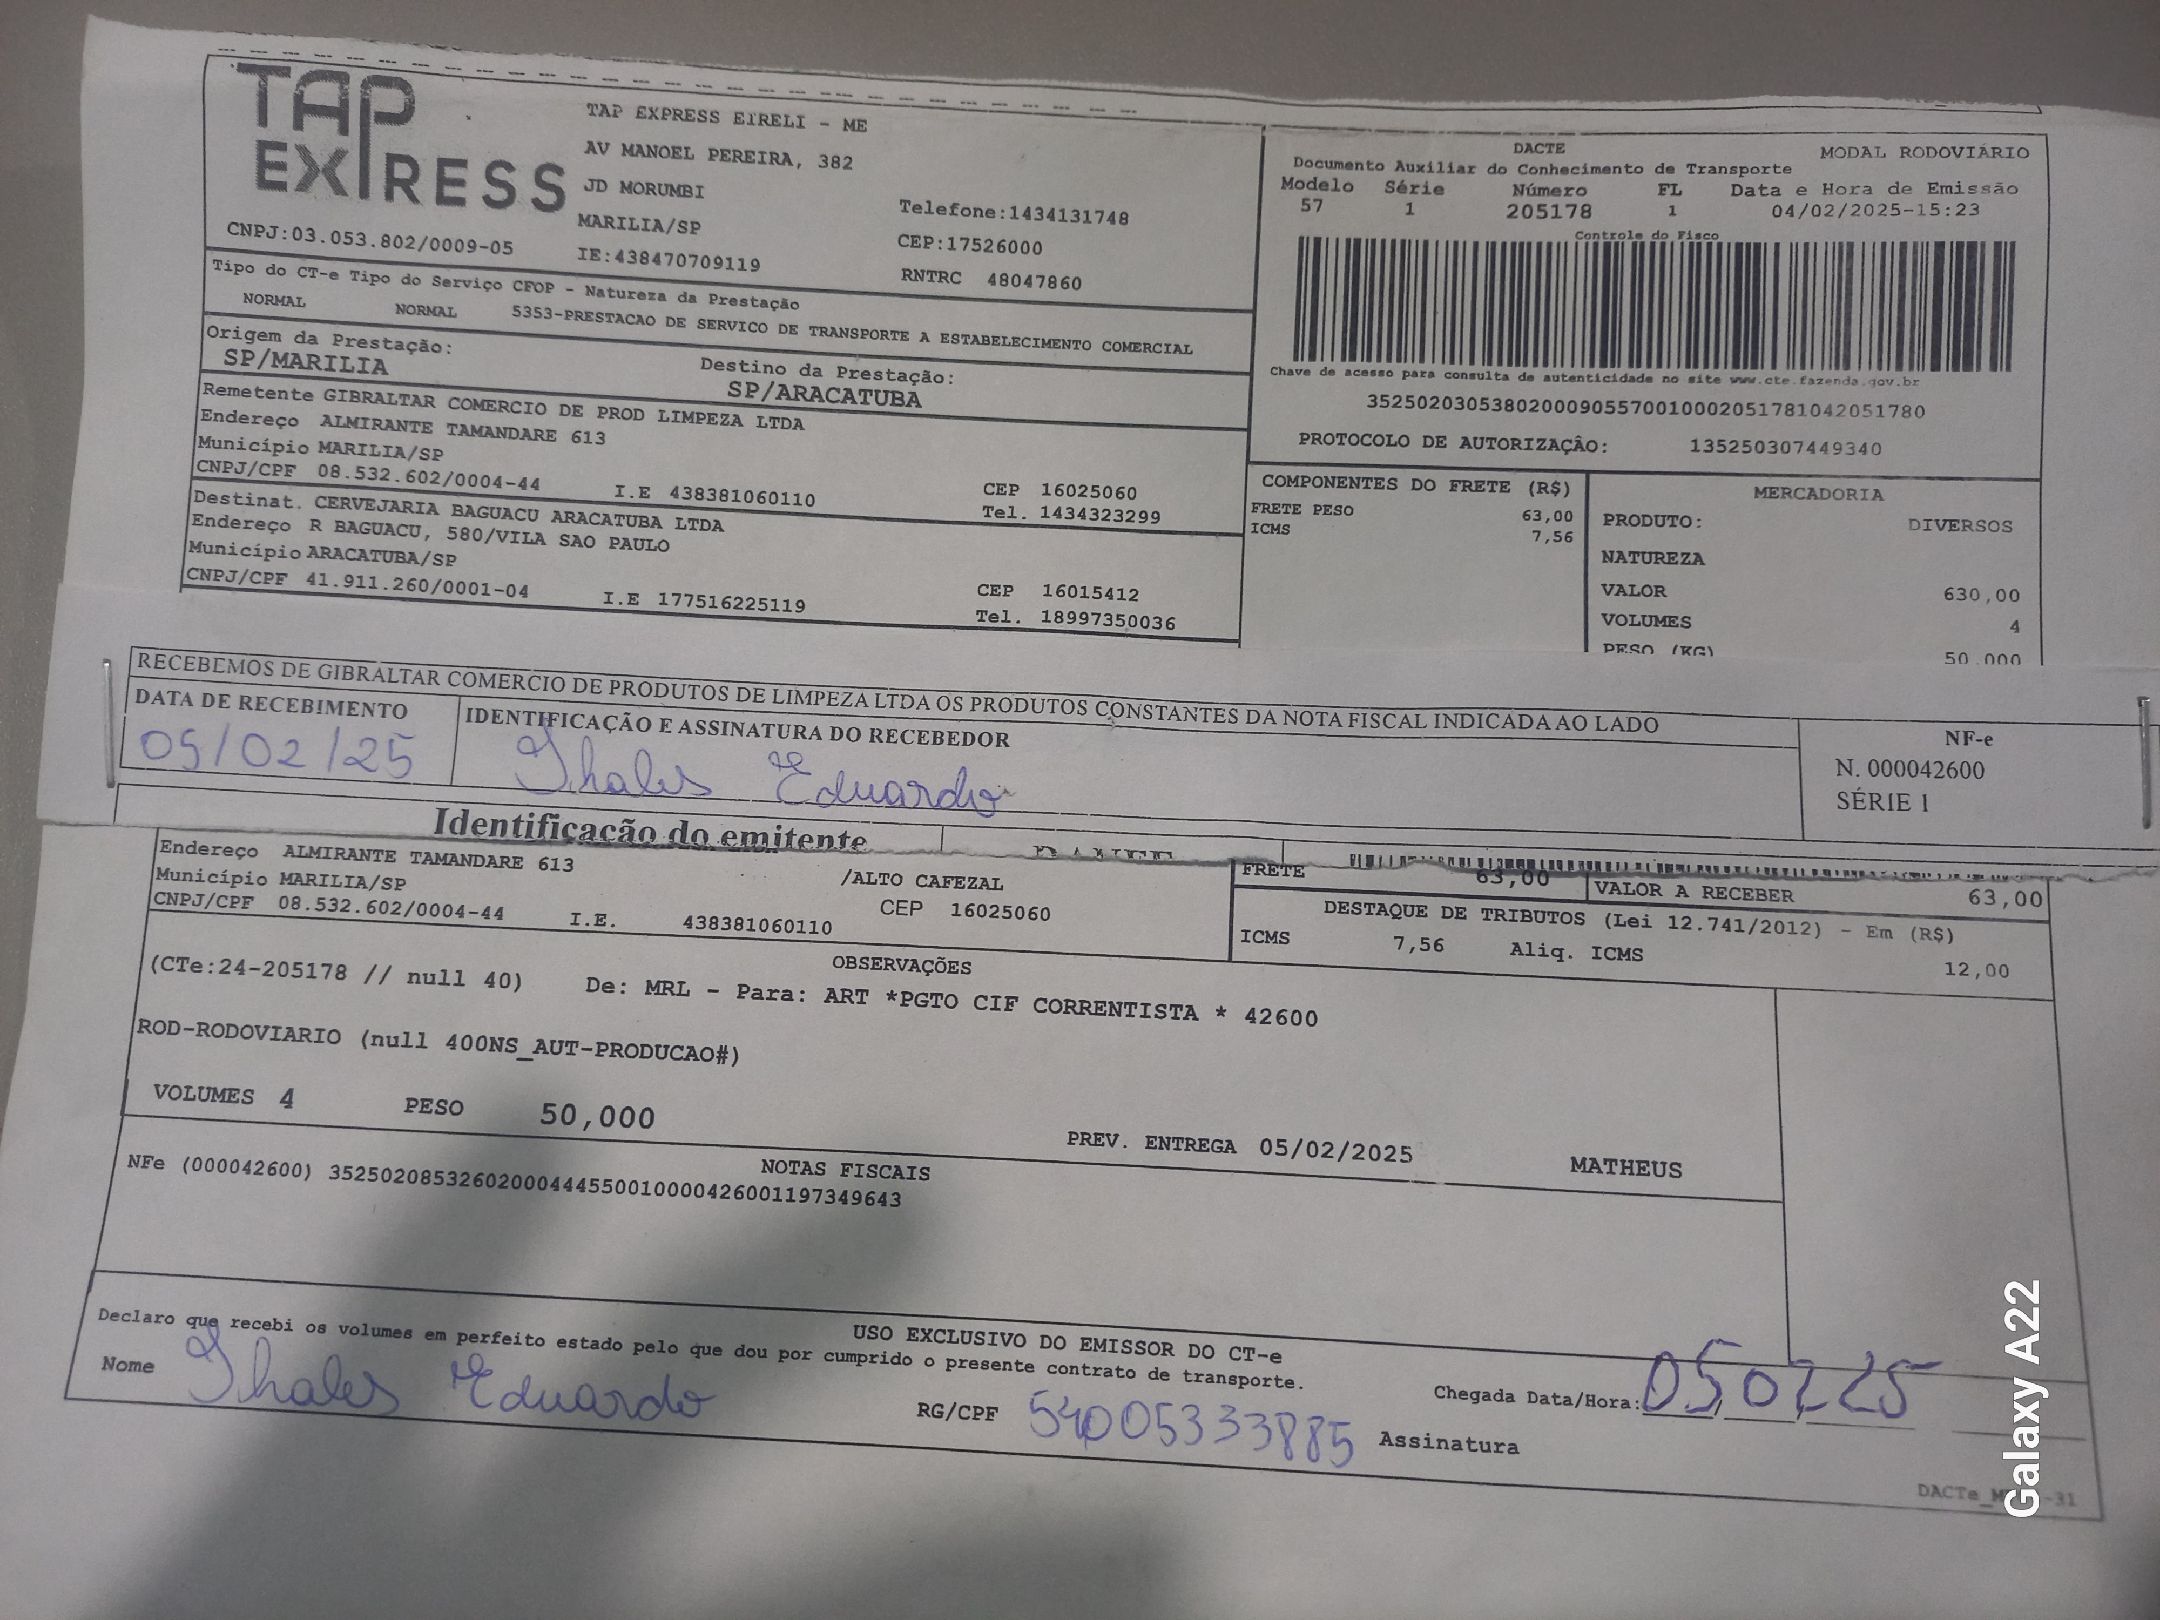 TAP EXPRESS
TAP EXPRESS EIRELI - ME
AV MANOEL PEREIRA, 382
JD MORUMBI
MARILIA/SP
Telefone:1434131748
CNPJ:03.053.802/0009-05
IE:438470709119
CEP:17526000
RNTRC 48047860
DACTE
MODAL RODOVIÁRIO
Documento Auxiliar do Conhecimento de Transporte
Modelo Série Número FL Data e Hora de Emissão
57 1 205178 1 04/02/2025-15:23
Controle do Fisco
Chave de acesso para consulta de autenticidade no site www.cte.fazenda.gov.br
35250203053802000905570010002051781042051780
PROTOCOLO DE AUTORIZAÇÃO: 135250307449340
Tipo do CT-e Tipo do Serviço CFOP - Natureza da Prestação
NORMAL NORMAL 5353-PRESTACAO DE SERVICO DE TRANSPORTE A ESTABELECIMENTO COMERCIAL
Origem da Prestação: Destino da Prestação:
SP/MARILIA SP/ARACATUBA
Remetente GIBRALTAR COMERCIO DE PROD LIMPEZA LTDA
Endereço ALMIRANTE TAMANDARE 613
Município MARILIA/SP
CEP 16025060
CNPJ/CPF 08.532.602/0004-44 I.E 438381060110 Tel. 1434323299
Destinat. CERVEJARIA BAGUACU ARACATUBA LTDA
Endereço R BAGUACU, 580/VILA SAO PAULO
Município ARACATUBA/SP
CEP 16015412
CNPJ/CPF 41.911.260/0001-04 I.E 177516225119 Tel. 18997350036
COMPONENTES DO FRETE (R$)
FRETE PESO 63,00
ICMS 7,56
MERCADORIA
PRODUTO: DIVERSOS
NATUREZA
VALOR 630,00
VOLUMES 4
PESO (KG) 50,000
RECEBEMOS DE GIBRALTAR COMERCIO DE PRODUTOS DE LIMPEZA LTDA OS PRODUTOS CONSTANTES DA NOTA FISCAL INDICADA AO LADO
DATA DE RECEBIMENTO
05/02/25
IDENTIFICAÇÃO E ASSINATURA DO RECEBEDOR
Thales Eduardo
NF-e
N. 000042600
SÉRIE 1
Identificação do emitente
DANFE
Endereço ALMIRANTE TAMANDARE 613 /ALTO CAFEZAL
Município MARILIA/SP CEP 16025060
CNPJ/CPF 08.532.602/0004-44 I.E. 438381060110
FRETE 63,00 VALOR A RECEBER 63,00
DESTAQUE DE TRIBUTOS (Lei 12.741/2012) - Em (R$)
ICMS 7,56 Aliq. ICMS 12,00
OBSERVAÇÕES
(CTe:24-205178 // null 40) De: MRL - Para: ART *PGTO CIF CORRENTISTA * 42600
ROD-RODOVIARIO (null 400NS_AUT-PRODUCAO#)
VOLUMES 4 PESO 50,000 PREV. ENTREGA 05/02/2025 MATHEUS
NOTAS FISCAIS
NFe (000042600) 35250208532602000444550010000426001197349643
USO EXCLUSIVO DO EMISSOR DO CT-e
Declaro que recebi os volumes em perfeito estado pelo que dou por cumprido o presente contrato de transporte.
Nome Thales Eduardo RG/CPF 54005333885 Assinatura
Chegada Data/Hora: 05 02 25
Galaxy A22